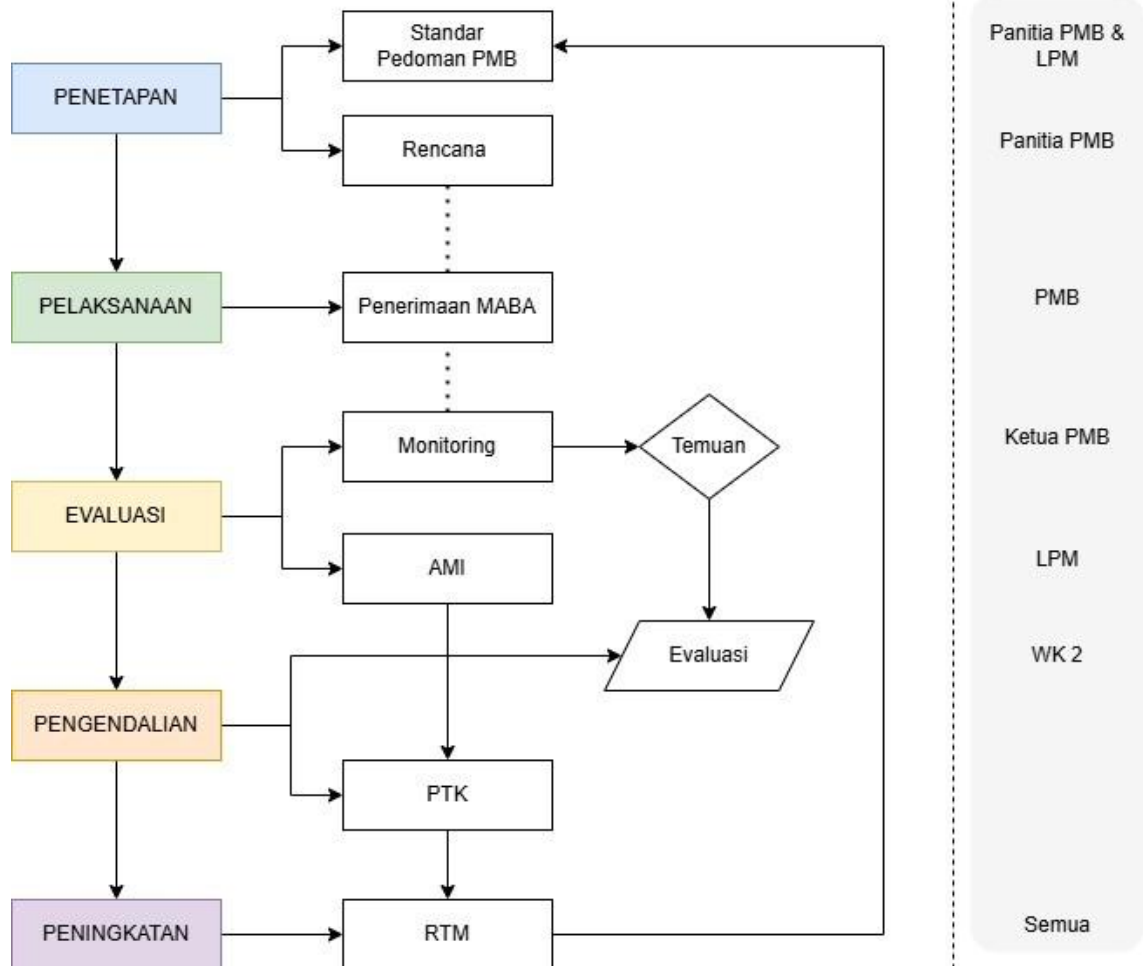 Standar
Pedoman PMB
Panitia PMB &
LPM
PENETAPAN
Rencana
Panitia PMB
PELAKSANAAN
Penerimaan MABA
PMB
Monitoring
Temuan
Ketua PMB
EVALUASI
AMI
LPM
Evaluasi
WK 2
PENGENDALIAN
PTK
PENINGKATAN
RTM
Semua